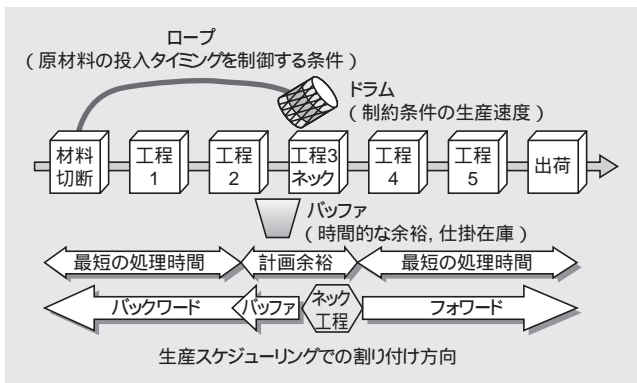 ロープ
（原材料の投入タイミングを制御する条件）
ドラム
（制約条件の生産速度）
材料
切断
工程
1
工程
2
工程3
ネック
工程
4
工程
5
出荷
バッファ
（時間的な余裕，仕掛在庫）
最短の処理時間
計画余裕
最短の処理時間
バックワード
バッファ
ネック
工程
フォワード
生産スケジューリングでの割り付け方向